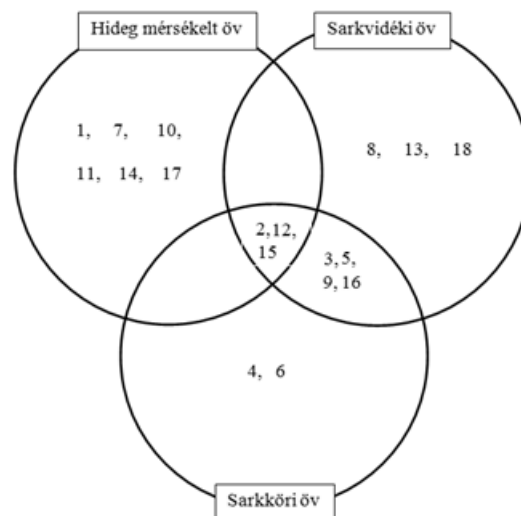 Hideg mérsékelt öv
Sarkvidéki öv
1, 7, 10,
11, 14, 17
8, 13, 18
2, 12,
15
3, 5,
9, 16
4, 6
Sarkköri öv